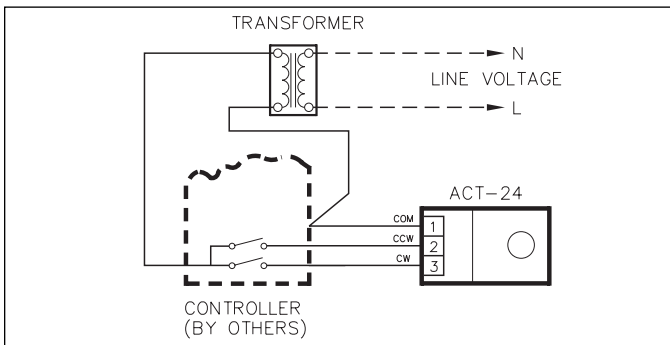 TRANSFORMER
N
LINE VOLTAGE
L
ACT-24
COM
1
CCW
2
CW
3
CONTROLLER
(BY OTHERS)